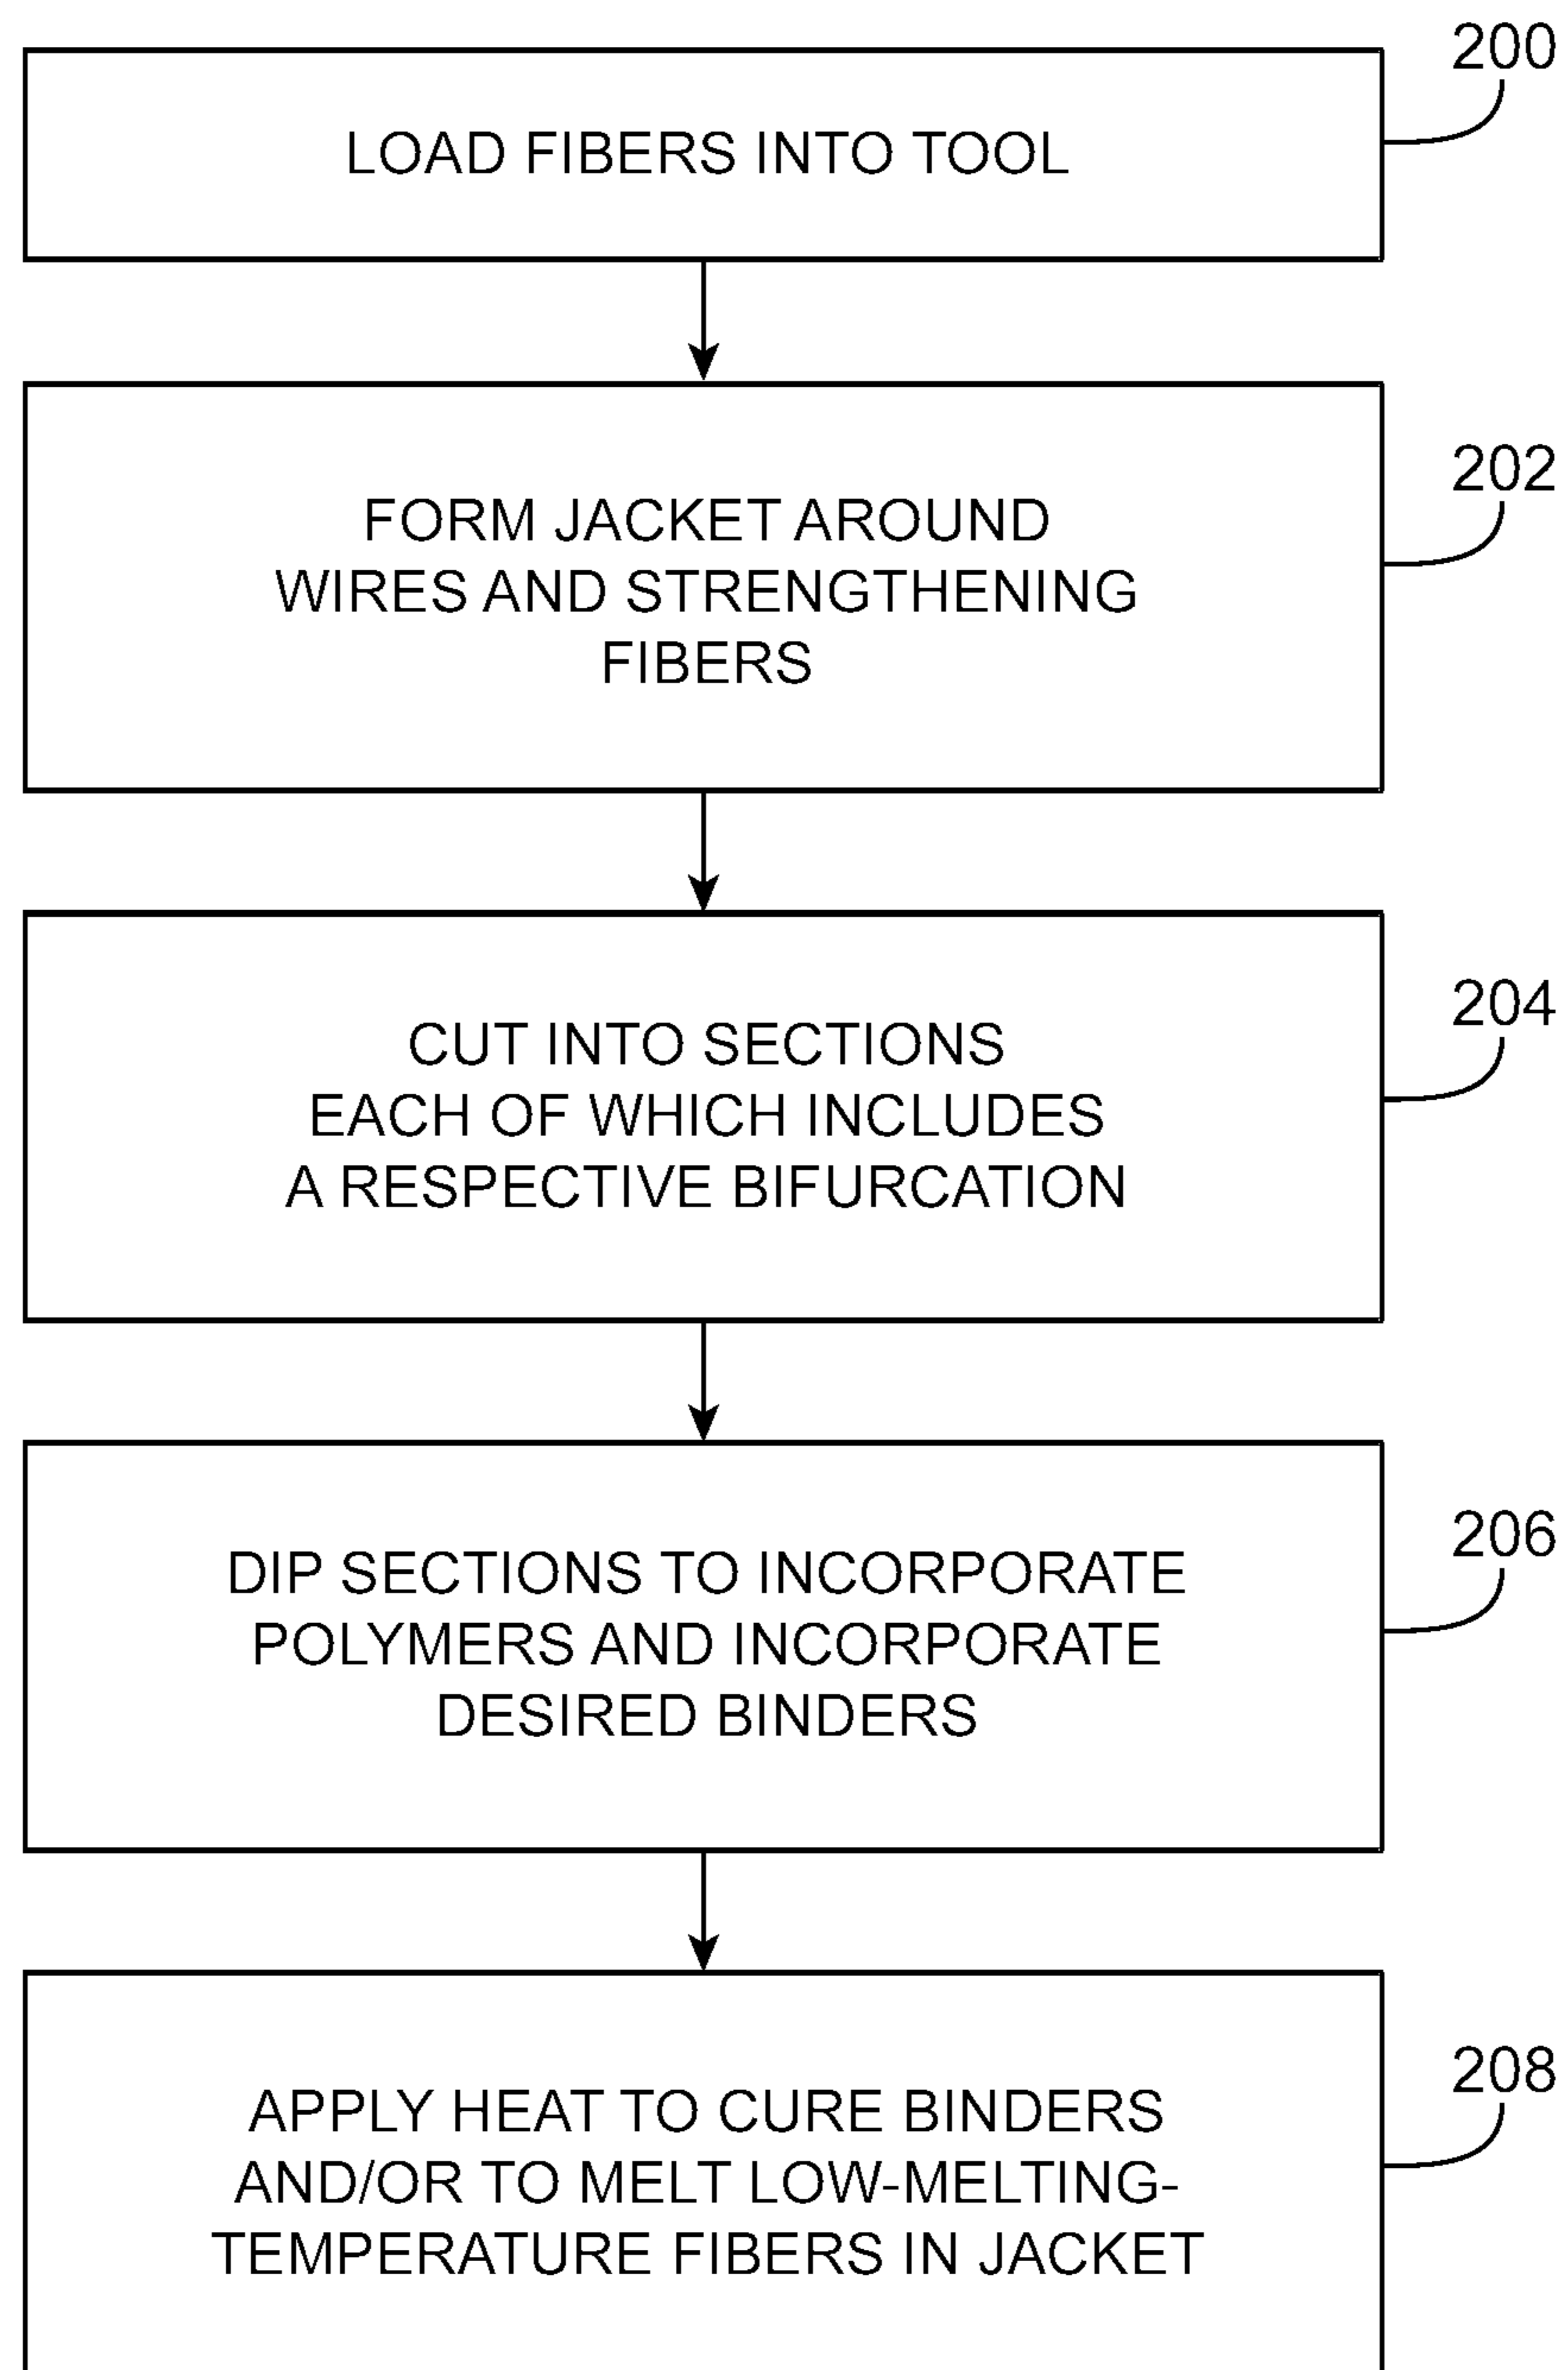 200
LOAD FIBERS INTO TOOL
202
FORM JACKET AROUND
WIRES AND STRENGTHENING
FIBERS
204
CUT INTO SECTIONS
EACH OF WHICH INCLUDES
A RESPECTIVE BIFURCATION
206
DIP SECTIONS TO INCORPORATE
POLYMERS AND INCORPORATE
DESIRED BINDERS
208
APPLY HEAT TO CURE BINDERS
AND/OR TO MELT LOW-MELTING-
TEMPERATURE FIBERS IN JACKET